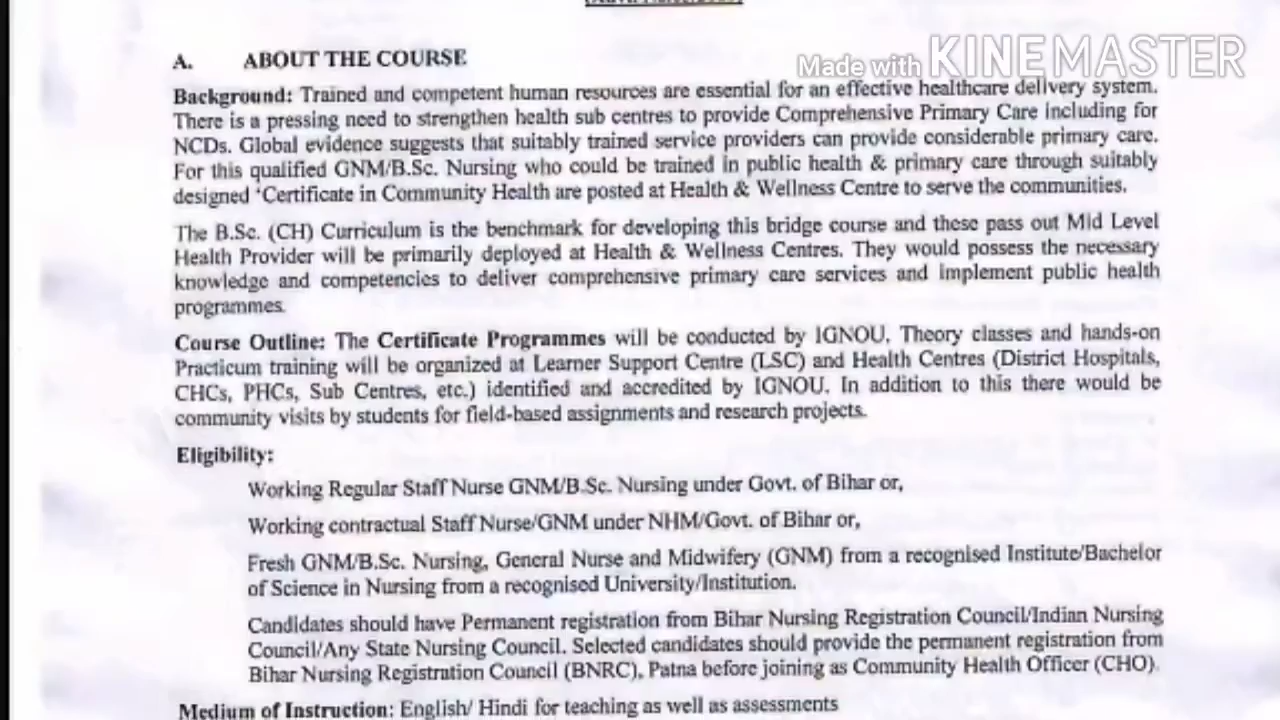 Made with KINEMASTER
A. ABOUT THE COURSE
Background: Trained and competent human resources are essential for an effective healthcare delivery system.
There is a pressing need to strengthen health sub centres to provide Comprehensive Primary Care including for
NCDs. Global evidence suggests that suitably trained service providers can provide considerable primary care.
For this qualified GNM/B.Sc. Nursing who could be trained in public health & primary care through suitably
designed 'Certificate in Community Health are posted at Health & Wellness Centre to serve the communities.
The B.Sc. (CH) Curriculum is the benchmark for developing this bridge course and these pass out Mid Level
Health Provider will be primarily deployed at Health & Wellness Centres. They would possess the necessary
knowledge and competencies to deliver comprehensive primary care services and implement public health
programmes.
Course Outline: The Certificate Programmes will be conducted by IGNOU. Theory classes and hands-on
Practicum training will be organized at Learner Support Centre (LSC) and Health Centres (District Hospitals,
CHCs, PHCs, Sub Centres, etc.) identified and accredited by IGNOU. In addition to this there would be
community visits by students for field-based assignments and research projects.
Eligibility:
Working Regular Staff Nurse GNM/B.Sc. Nursing under Govt. of Bihar or,
Working contractual Staff Nurse/GNM under NHM/Govt. of Bihar or,
Fresh GNM/B.Sc. Nursing, General Nurse and Midwifery (GNM) from a recognised Institute/Bachelor
of Science in Nursing from a recognised University/Institution.
Candidates should have Permanent registration from Bihar Nursing Registration Council/Indian Nursing
Council/Any State Nursing Council. Selected candidates should provide the permanent registration from
Bihar Nursing Registration Council (BNRC), Patna before joining as Community Health Officer (CHO).
Medium of Instruction: English/ Hindi for teaching as well as assessments